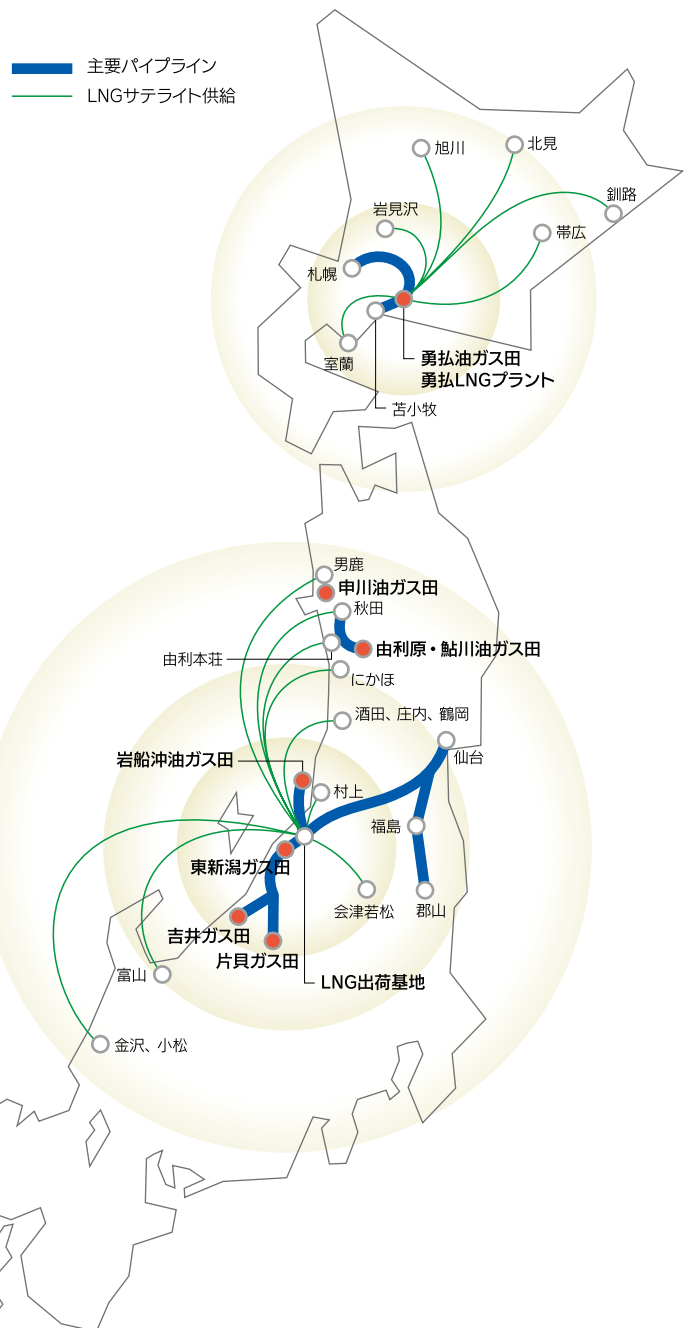 主要パイプライン
LNGサテライト供給
旭川
北見
釧路
岩見沢
帯広
札幌
室蘭
勇払油ガス田
勇払LNGプラント
苫小牧
男鹿
申川油ガス田
秋田
由利原・鮎川油ガス田
由利本荘
にかほ
酒田、庄内、鶴岡
仙台
岩船沖油ガス田
村上
福島
東新潟ガス田
会津若松
郡山
吉井ガス田
片貝ガス田
富山
LNG出荷基地
金沢、小松